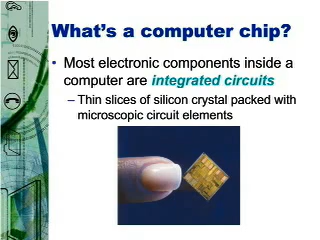 What's a computer chip?
• Most electronic components inside a
computer are integrated circuits
– Thin slices of silicon crystal packed with
microscopic circuit elements